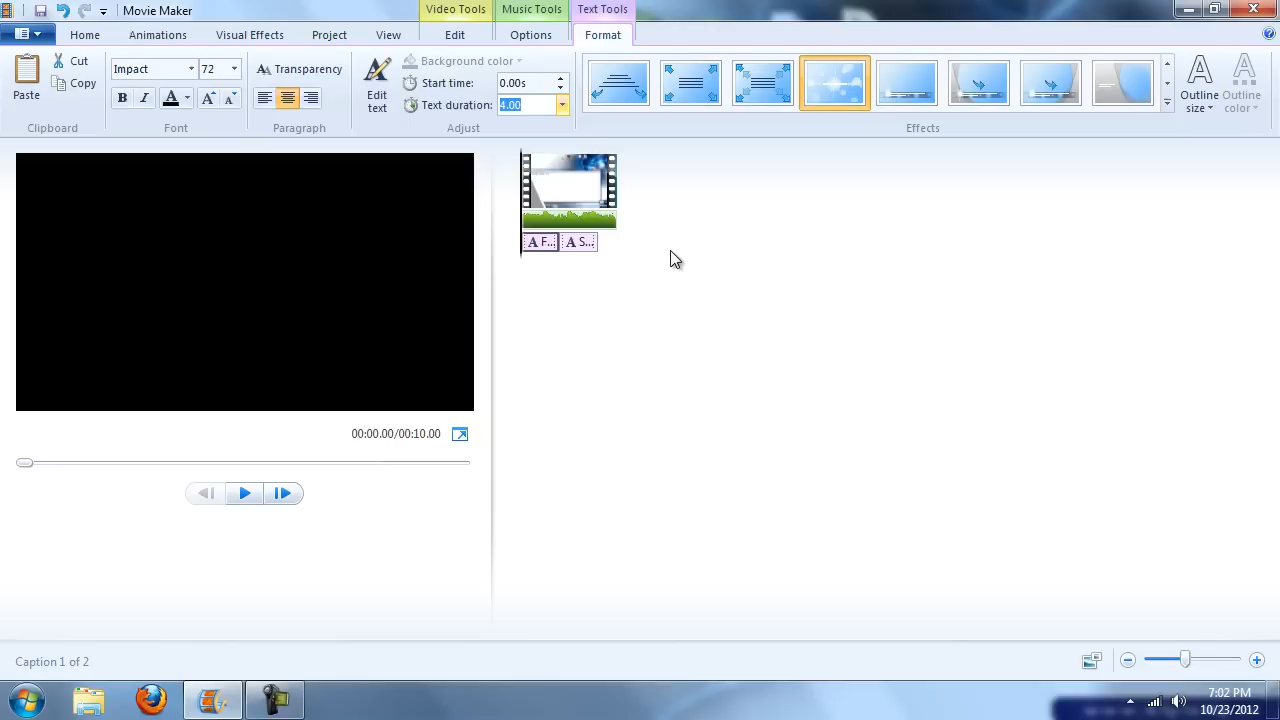 Movie Maker
Video Tools
Music Tools
Text Tools
Home
Animations
Visual Effects
Project
View
Edit
Options
Format
Paste
Cut
Copy
Clipboard
Impact
72
B I A A A
Font
Transparency
Paragraph
Edit text
Background color
Start time: 0.00s
Text duration: 4.00
Adjust
Effects
Outline size
Outline color
A F...
A S...
00:00.00/00:10.00
Caption 1 of 2
7:02 PM
10/23/2012